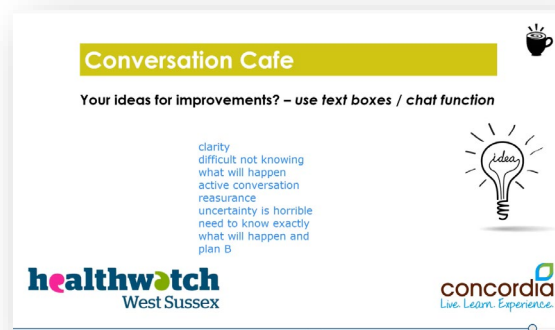 Conversation Cafe
Your ideas for improvements? – use text boxes / chat function
clarity
difficult not knowing
what will happen
active conversation
reasurance
uncertainty is horrible
need to know exactly
what will happen and
plan B
idea
healthwatch
West Sussex
concordia
Live. Learn. Experience.